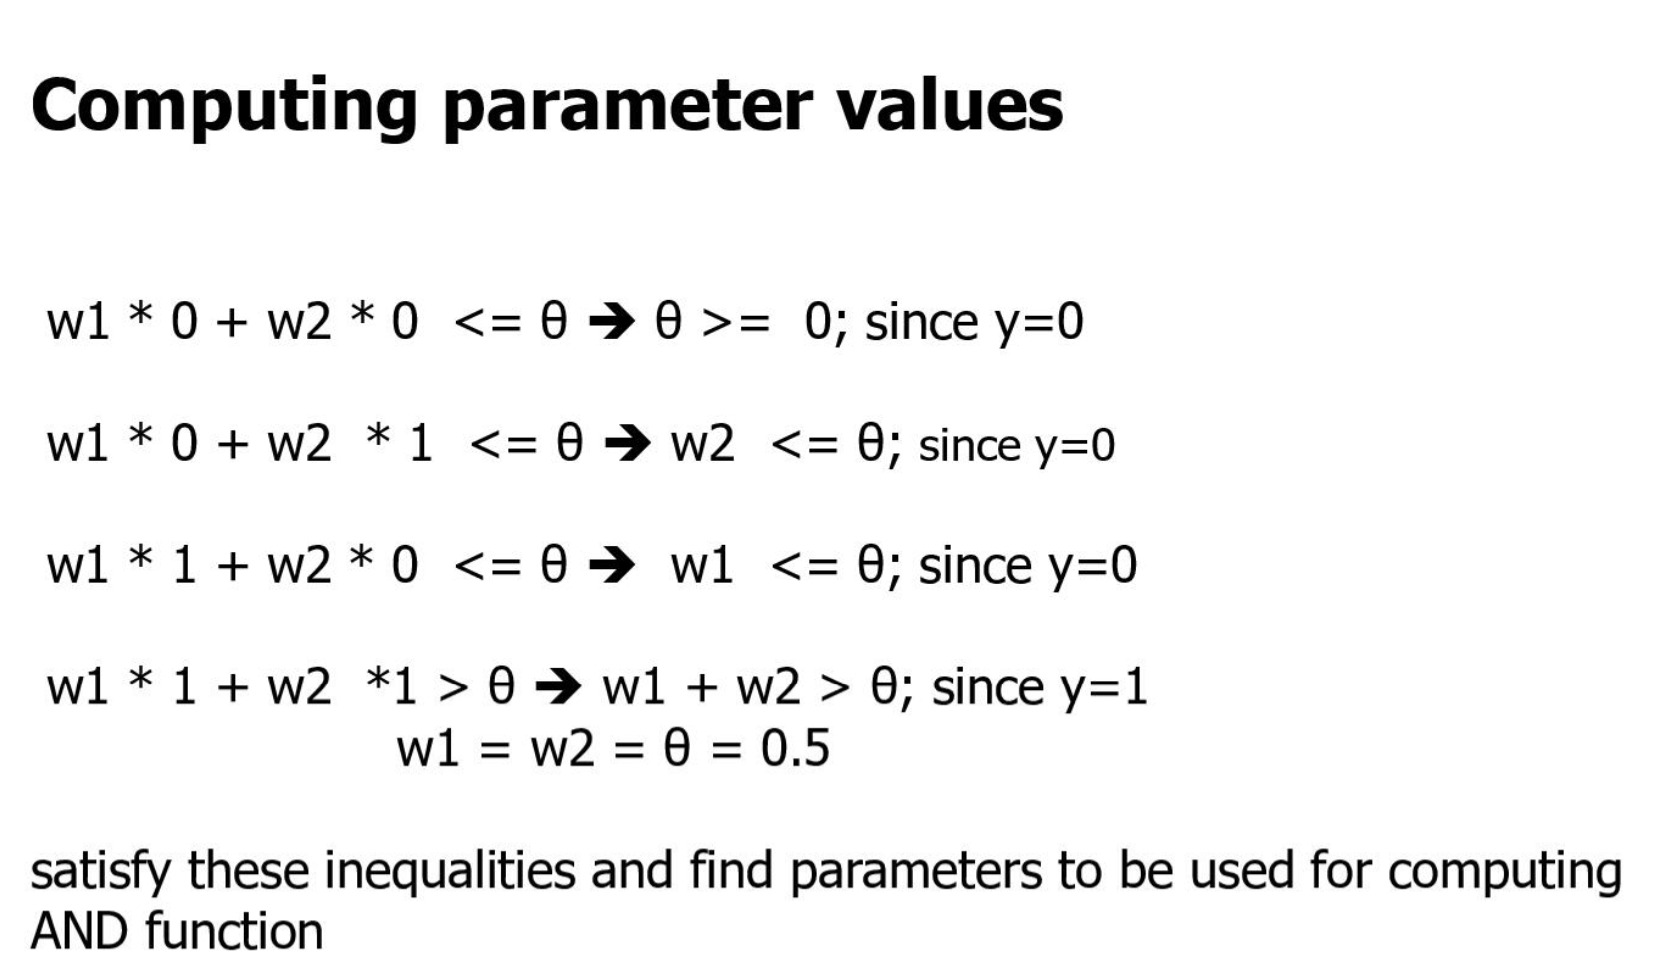 Computing parameter values
w1 * 0 + w2 * 0 <= θ ➔ θ >= 0; since y=0
w1 * 0 + w2 * 1 <= θ ➔ w2 <= θ; since y=0
w1 * 1 + w2 * 0 <= θ ➔ w1 <= θ; since y=0
w1 * 1 + w2 *1 > θ ➔ w1 + w2 > θ; since y=1
w1 = w2 = θ = 0.5
satisfy these inequalities and find parameters to be used for computing
AND function